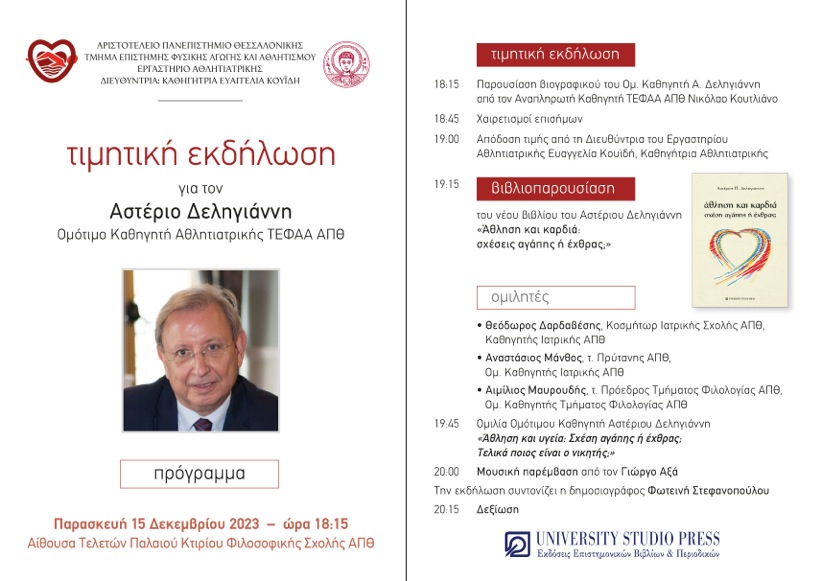 ΑΡΙΣΤΟΤΕΛΕΙΟ ΠΑΝΕΠΙΣΤΗΜΙΟ ΘΕΣΣΑΛΟΝΙΚΗΣ
ΤΜΗΜΑ ΕΠΙΣΤΗΜΗΣ ΦΥΣΙΚΗΣ ΑΓΩΓΗΣ ΚΑΙ ΑΘΛΗΤΙΣΜΟΥ
ΕΡΓΑΣΤΗΡΙΟ ΑΘΛΗΤΙΑΤΡΙΚΗΣ
ΔΙΕΥΘΥΝΤΡΙΑ: ΚΑΘΗΓΗΤΡΙΑ ΕΥΑΓΓΕΛΙΑ ΚΟΥΪΔΗ
τιμητική εκδήλωση
για τον
Αστέριο Δεληγιάννη
Ομότιμο Καθηγητή Αθλητιατρικής ΤΕΦΑΑ ΑΠΘ
πρόγραμμα
Παρασκευή 15 Δεκεμβρίου 2023 – ώρα 18:15
Αίθουσα Τελετών Παλαιού Κτιρίου Φιλοσοφικής Σχολής ΑΠΘ
τιμητική εκδήλωση
18:15 Παρουσίαση βιογραφικού του Ομ. Καθηγητή Α. Δεληγιάννη
από τον Αναπληρωτή Καθηγητή ΤΕΦΑΑ ΑΠΘ Νικόλαο Κουτλιάνο
18:45 Χαιρετισμοί επισήμων
19:00 Απόδοση τιμής από τη Διευθύντρια του Εργαστηρίου
Αθλητιατρικής Ευαγγελία Κουϊδή, Καθηγήτρια Αθλητιατρικής
19:15 βιβλιοπαρουσίαση
του νέου βιβλίου του Αστέριου Δεληγιάννη
«Άθληση και καρδιά:
σχέσεις αγάπης ή έχθρας;»
Αστέριος Π. Δεληγιάννης
άθληση και καρδιά
σχέση αγάπης ή έχθρας;
ομιλητές
• Θεόδωρος Δαρδαβέσης, Κοσμήτωρ Ιατρικής Σχολής ΑΠΘ,
Καθηγητής Ιατρικής ΑΠΘ
• Αναστάσιος Μάνθος, τ. Πρύτανης ΑΠΘ,
Ομ. Καθηγητής Ιατρικής ΑΠΘ
• Αιμίλιος Μαυρουδής, τ. Πρόεδρος Τμήματος Φιλολογίας ΑΠΘ,
Ομ. Καθηγητής Τμήματος Φιλολογίας ΑΠΘ
19:45 Ομιλία Ομότιμου Καθηγητή Αστέριου Δεληγιάννη
«Άθληση και υγεία: Σχέση αγάπης ή έχθρας;
Τελικά ποιος είναι ο νικητής;»
20:00 Μουσική παρέμβαση από τον Γιώργο Αξά
Την εκδήλωση συντονίζει η δημοσιογράφος Φωτεινή Στεφανοπούλου
20:15 Δεξίωση
UNIVERSITY STUDIO PRESS
Εκδόσεις Επιστημονικών Βιβλίων & Περιοδικών